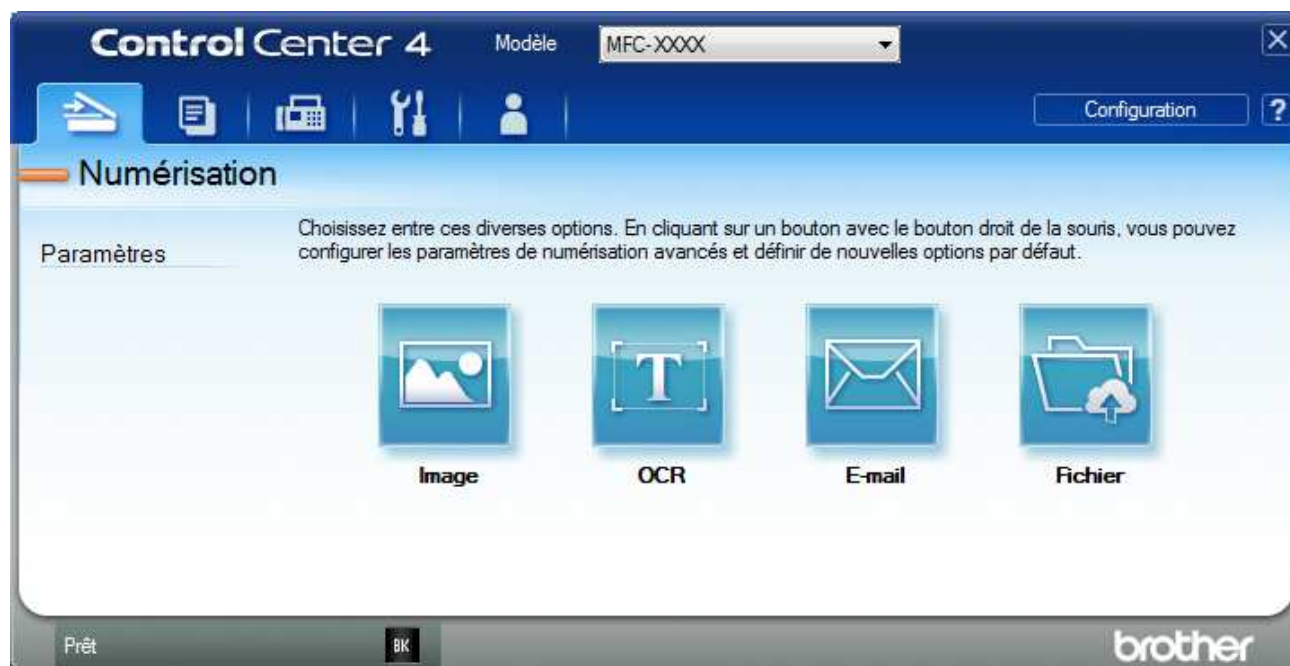 Control Center 4
Modèle
MFC-XXXX
Configuration
?
Numérisation
Paramètres
Choisissez entre ces diverses options. En cliquant sur un bouton avec le bouton droit de la souris, vous pouvez
configurer les paramètres de numérisation avancés et définir de nouvelles options par défaut.
T
Image
OCR
E-mail
Fichier
Prêt
BK
brother